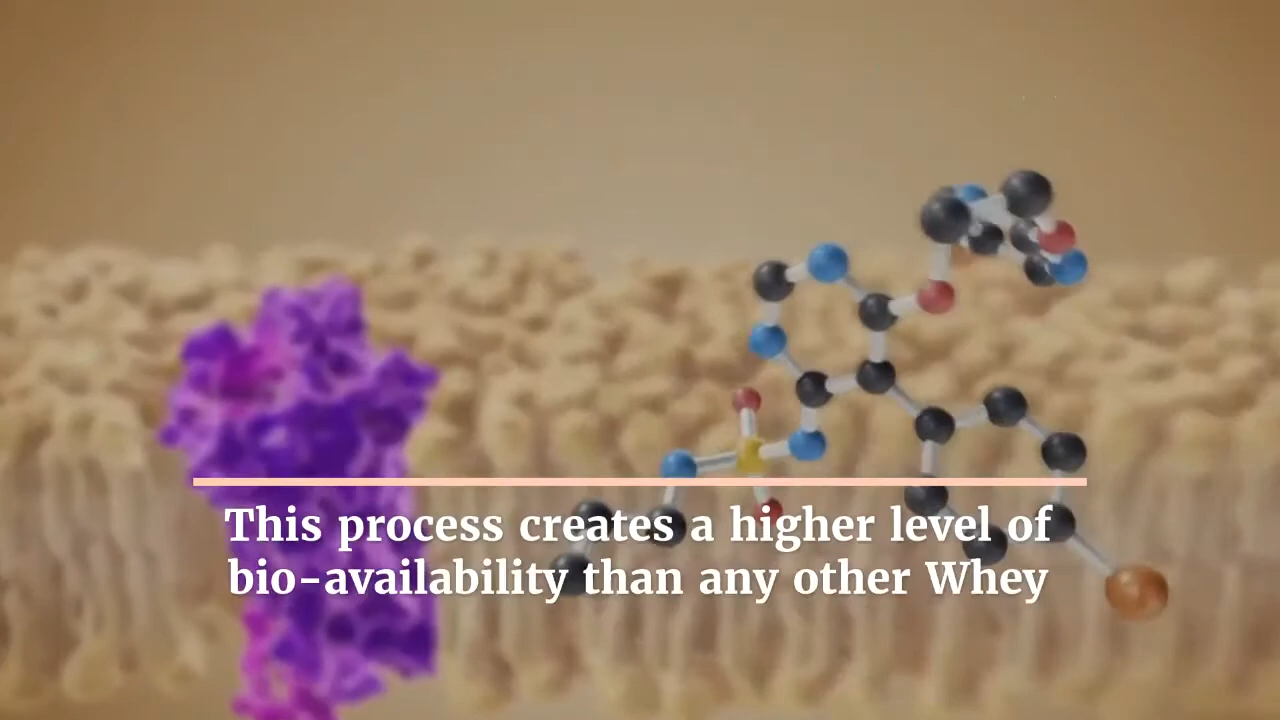 This process creates a higher level of
bio-availability than any other Whey